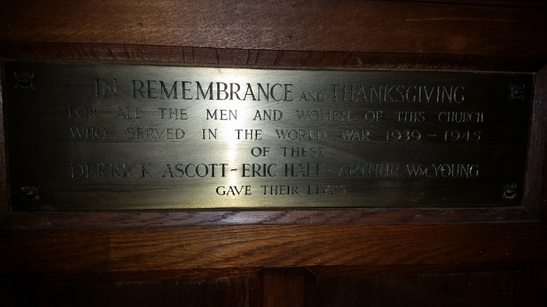 IN REMEMBRANCE AND THANKSGIVING
FOR ALL THE MEN AND WOMEN OF THIS CHURCH
WHO SERVED IN THE WORLD WAR 1939-1945
OF THESE
DERRICK ASCOTT-ERIC HALL-ARTHUR WM. YOUNG
GAVE THEIR LIVES